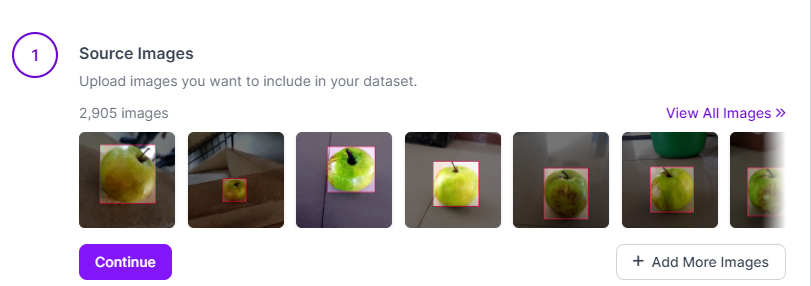 1
Source Images
Upload images you want to include in your dataset.
2,905 images
View All Images »
Continue
+ Add More Images